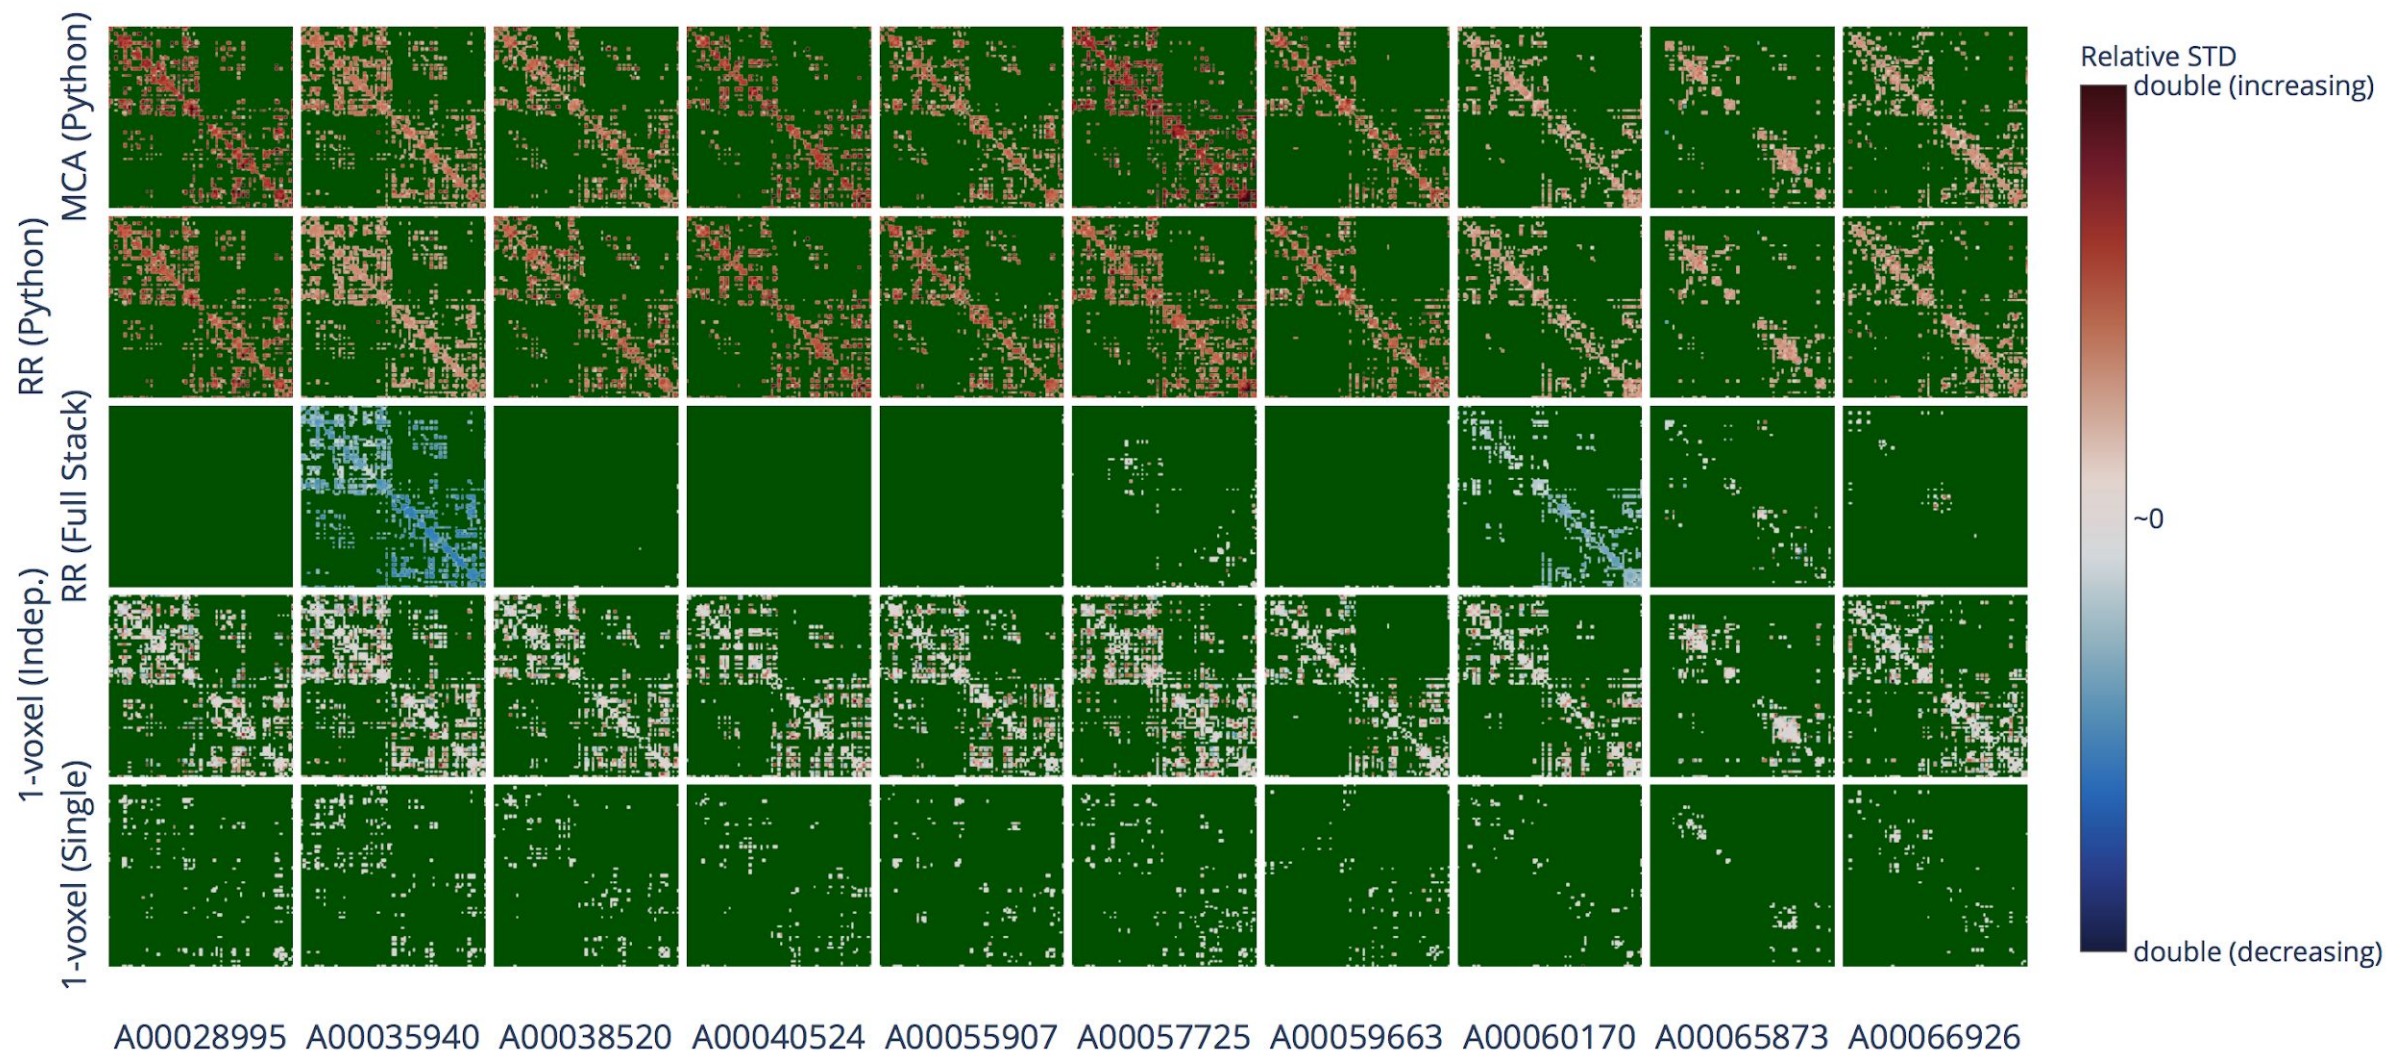 MCA (Python)
RR (Python)
RR (Full Stack)
1-voxel (Indep.)
1-voxel (Single)
A00028995
A00035940
A00038520
A00040524
A00055907
A00057725
A00059663
A00060170
A00065873
A00066926
Relative STD
double (increasing)
~0
double (decreasing)